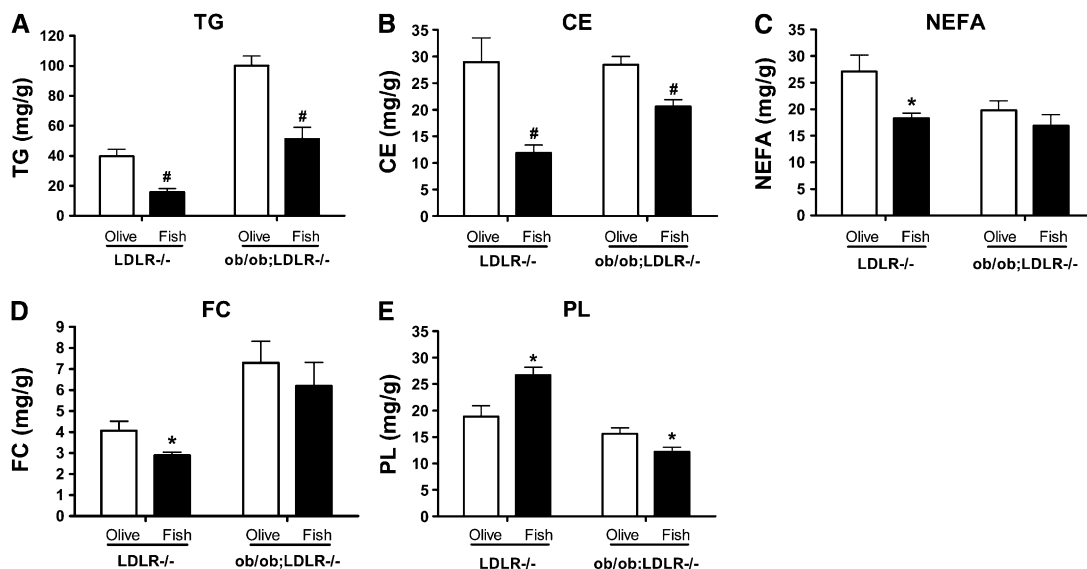 A
TG
TG (mg/g)
120
100
80
60
40
20
0
#
#
Olive Fish Olive Fish
LDLR-/- ob/ob;LDLR-/-
B
CE
CE (mg/g)
35
30
25
20
15
10
5
0
#
#
Olive Fish Olive Fish
LDLR-/- ob/ob;LDLR-/-
C
NEFA
NEFA (mg/g)
35
30
25
20
15
10
5
0
*
Olive Fish Olive Fish
LDLR-/- ob/ob;LDLR-/-
D
FC
FC (mg/g)
9
8
7
6
5
4
3
2
1
0
*
Olive Fish Olive Fish
LDLR-/- ob/ob;LDLR-/-
E
PL
PL (mg/g)
35
30
25
20
15
10
5
0
*
*
Olive Fish Olive Fish
LDLR-/- ob/ob;LDLR-/-